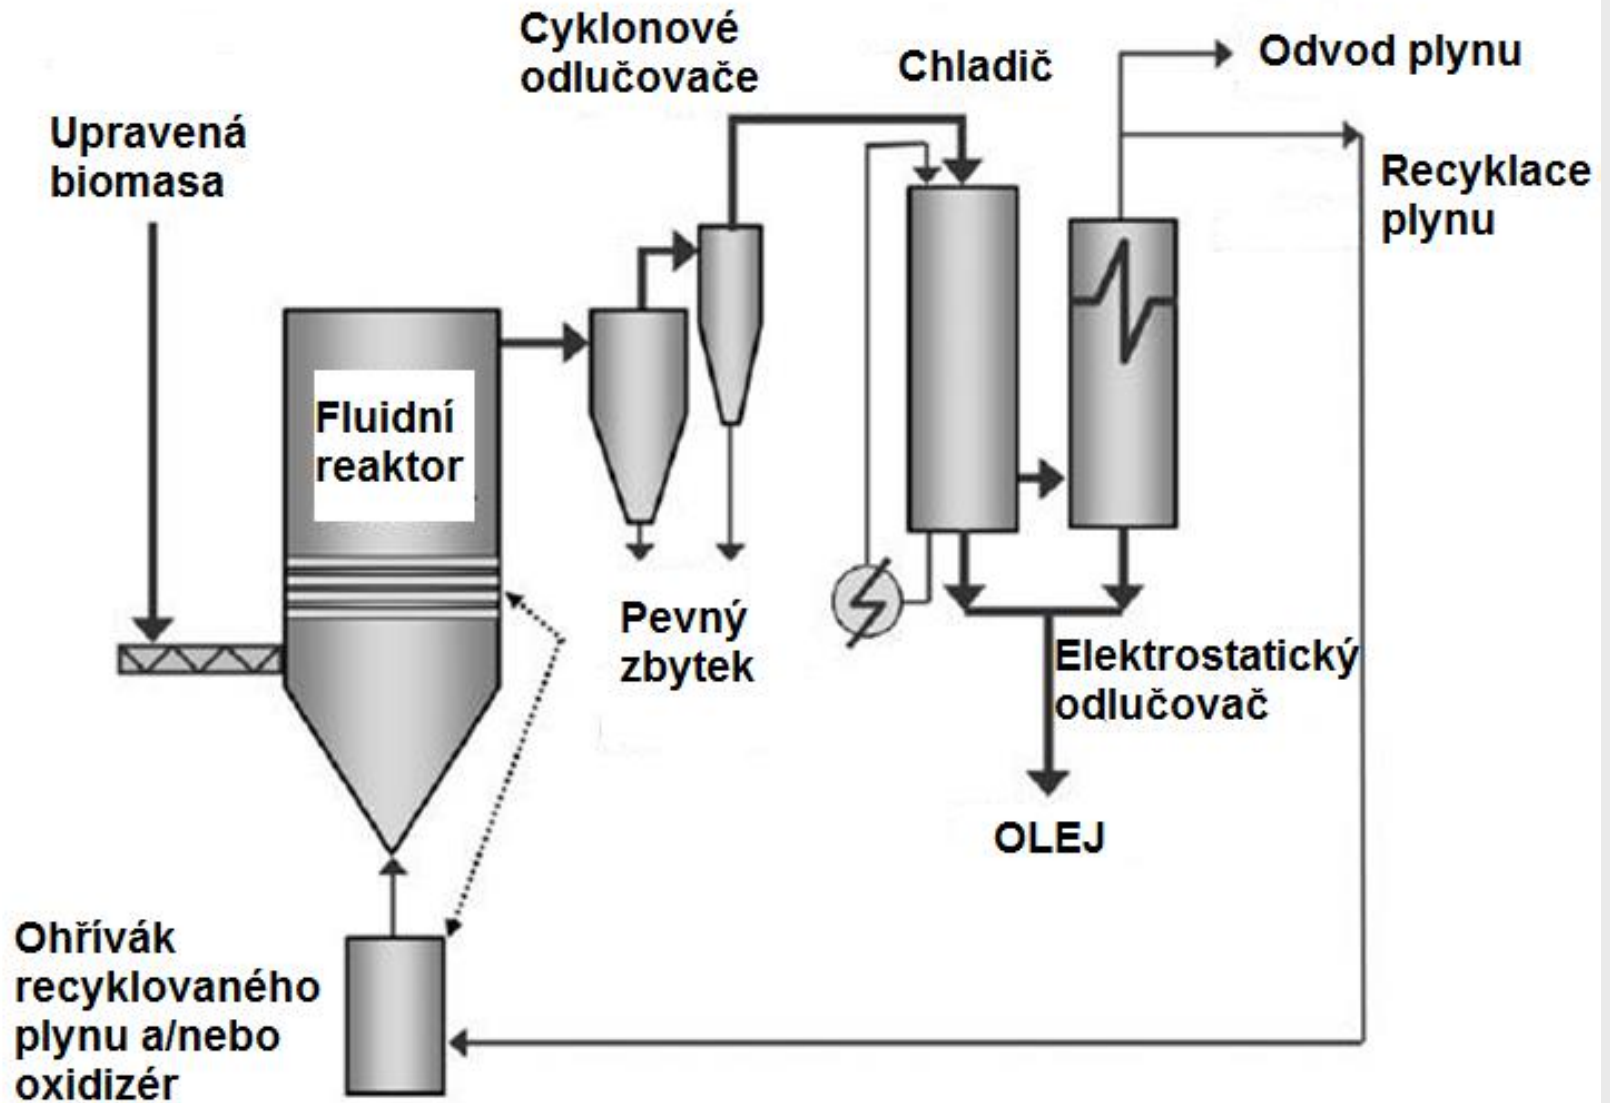 Cyklonové
odlučovače
Chladič
Odvod plynu
Upravená
biomasa
Recyklace
plynu
Fluidní
reaktor
Pevný
zbytek
Elektrostatický
odlučovač
OLEJ
Ohřívák
recyklovaného
plynu a/nebo
oxidizér